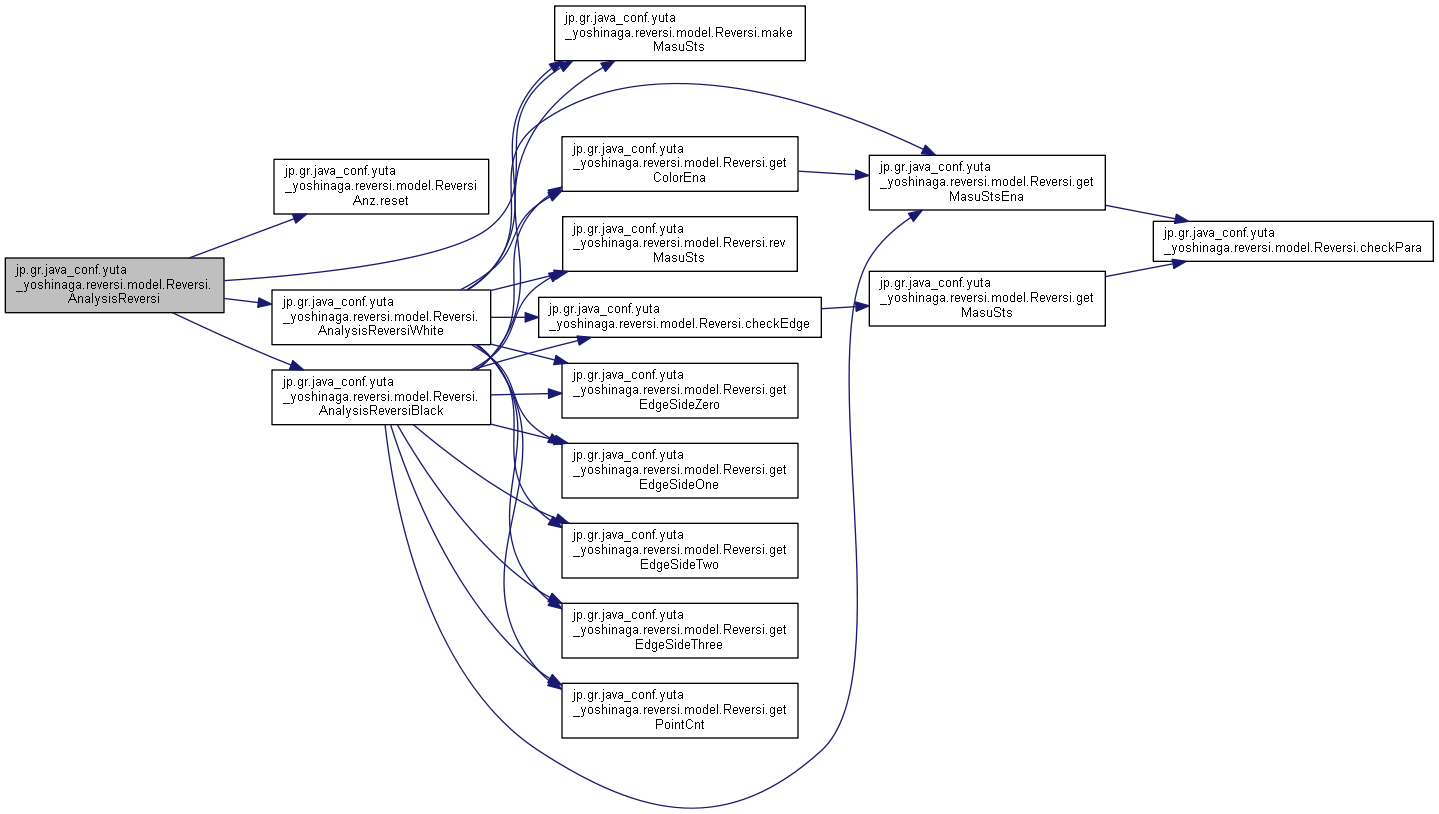 jp.gr.java_conf.yuta
_yoshinaga.reversi.model.Reversi.
AnalysisReversi
jp.gr.java_conf.yuta
_yoshinaga.reversi.model.Reversi
Anz.reset
jp.gr.java_conf.yuta
_yoshinaga.reversi.model.Reversi.
AnalysisReversiWhite
jp.gr.java_conf.yuta
_yoshinaga.reversi.model.Reversi.
AnalysisReversiBlack
jp.gr.java_conf.yuta
_yoshinaga.reversi.model.Reversi.make
MasuSts
jp.gr.java_conf.yuta
_yoshinaga.reversi.model.Reversi.get
ColorEna
jp.gr.java_conf.yuta
_yoshinaga.reversi.model.Reversi.rev
MasuSts
jp.gr.java_conf.yuta
_yoshinaga.reversi.model.Reversi.checkEdge
jp.gr.java_conf.yuta
_yoshinaga.reversi.model.Reversi.get
EdgeSideZero
jp.gr.java_conf.yuta
_yoshinaga.reversi.model.Reversi.get
EdgeSideOne
jp.gr.java_conf.yuta
_yoshinaga.reversi.model.Reversi.get
EdgeSideTwo
jp.gr.java_conf.yuta
_yoshinaga.reversi.model.Reversi.get
EdgeSideThree
jp.gr.java_conf.yuta
_yoshinaga.reversi.model.Reversi.get
PointCnt
jp.gr.java_conf.yuta
_yoshinaga.reversi.model.Reversi.get
MasuStsEna
jp.gr.java_conf.yuta
_yoshinaga.reversi.model.Reversi.get
MasuSts
jp.gr.java_conf.yuta
_yoshinaga.reversi.model.Reversi.checkPara